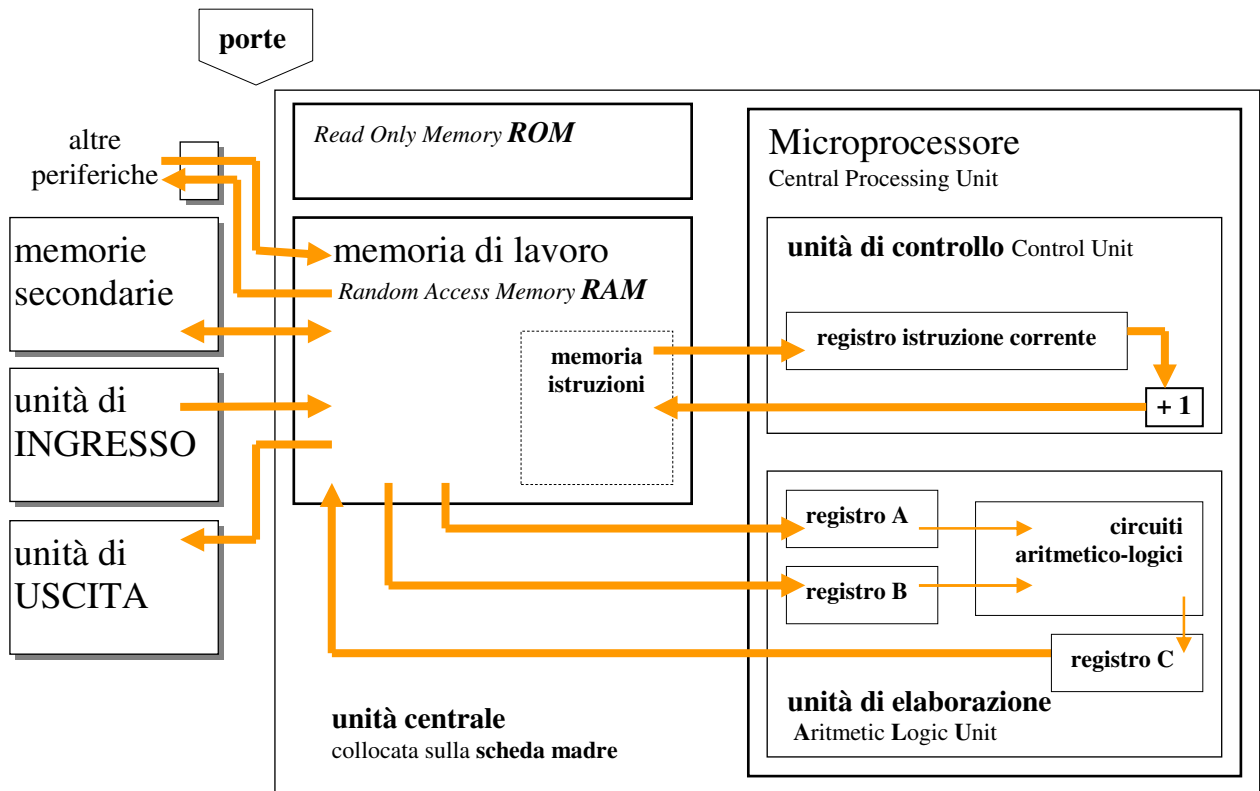 porte
altre
periferiche
memorie
secondarie
unità di
INGRESSO
unità di
USCITA
Read Only Memory ROM
memoria di lavoro
Random Access Memory RAM
memoria
istruzioni
unità centrale
collocata sulla scheda madre
Microprocessore
Central Processing Unit
unità di controllo Control Unit
registro istruzione corrente
+ 1
registro A
circuiti
aritmetico-logici
registro B
registro C
unità di elaborazione
Aritmetic Logic Unit